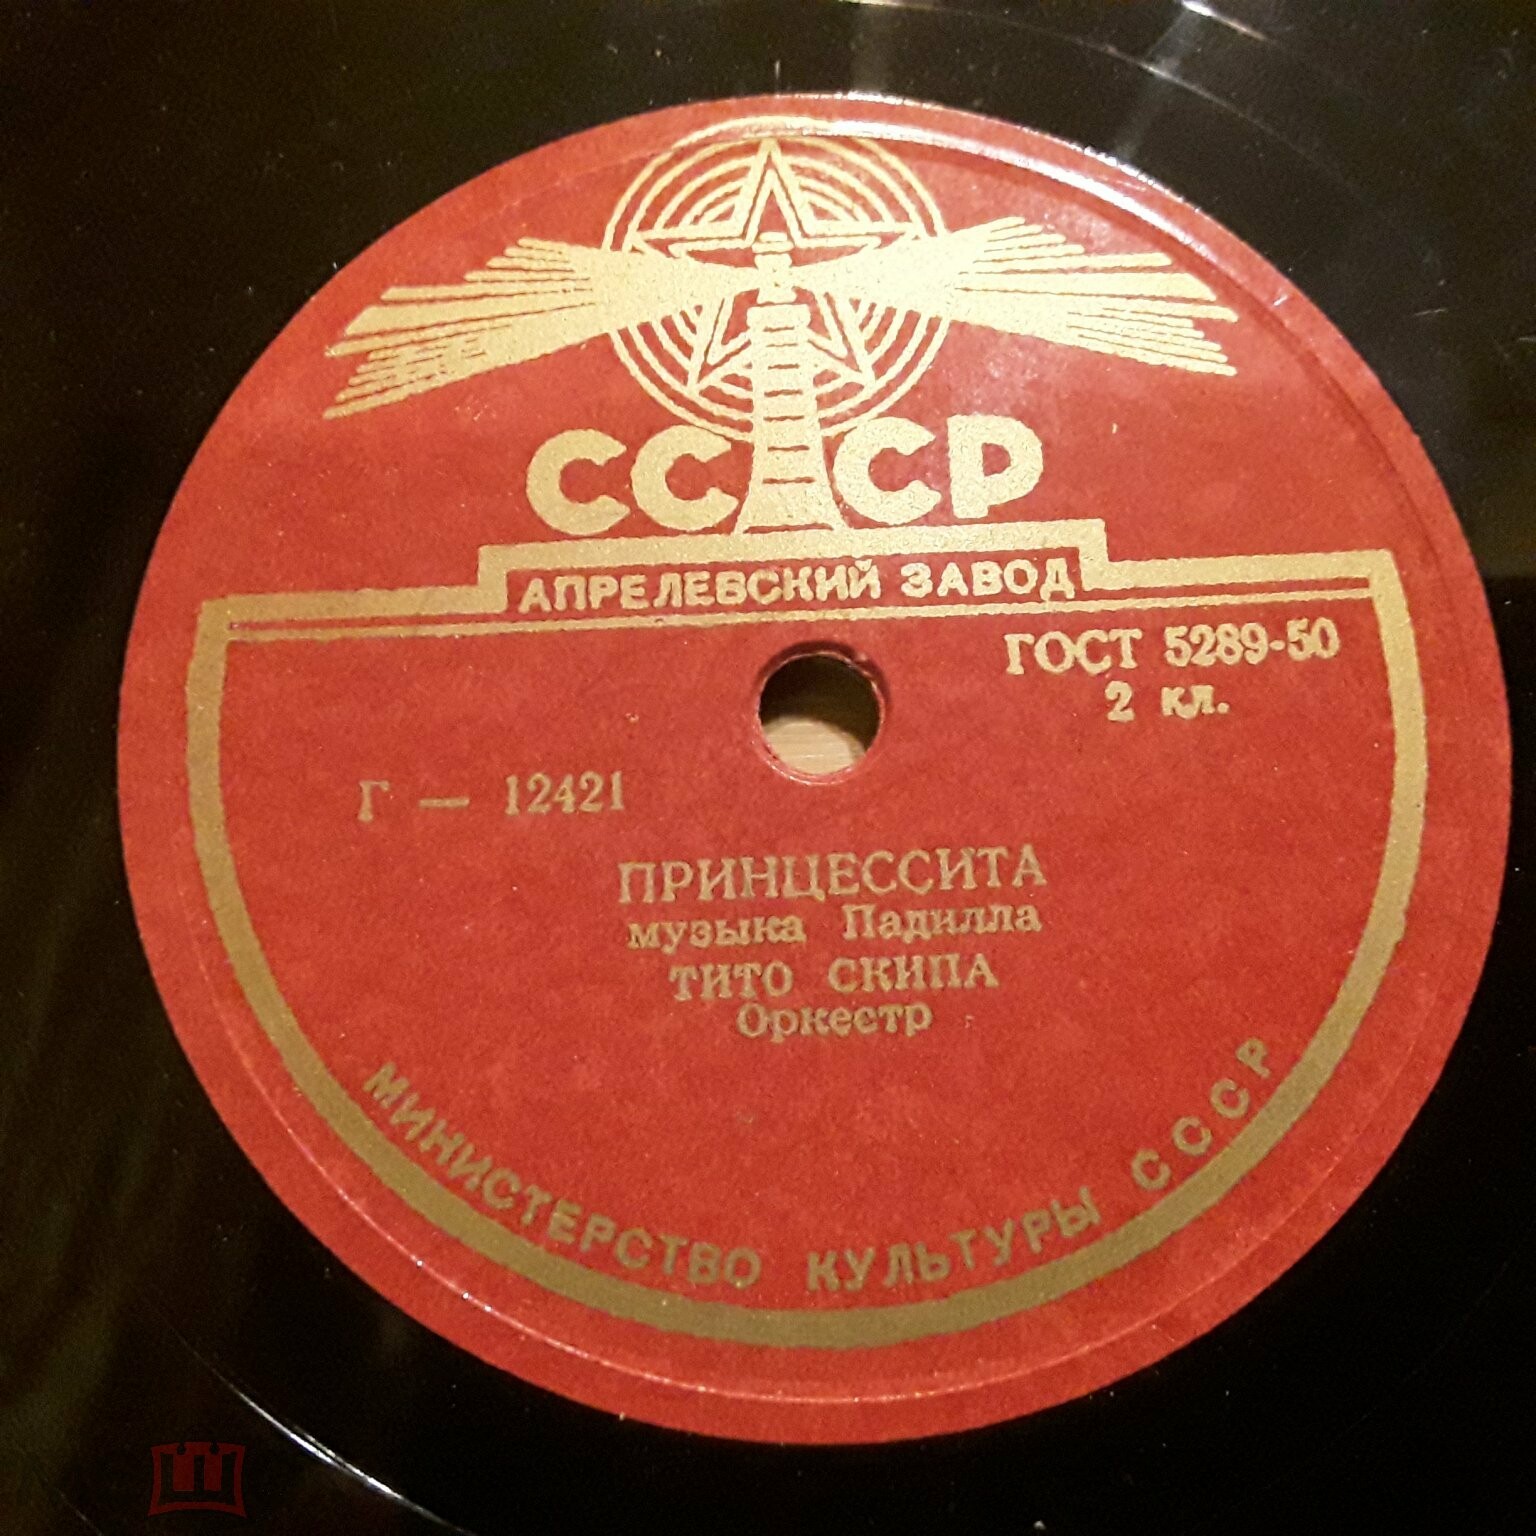 СССР
АПРЕЛЕВСКИЙ ЗАВОД
ГОСТ 5289-50
2 кл.
Г — 12421
ПРИНЦЕССИТА
музыка Падилла
ТИТО СКИПА
Оркестр
МИНИСТЕРСТВО КУЛЬТУРЫ СССР